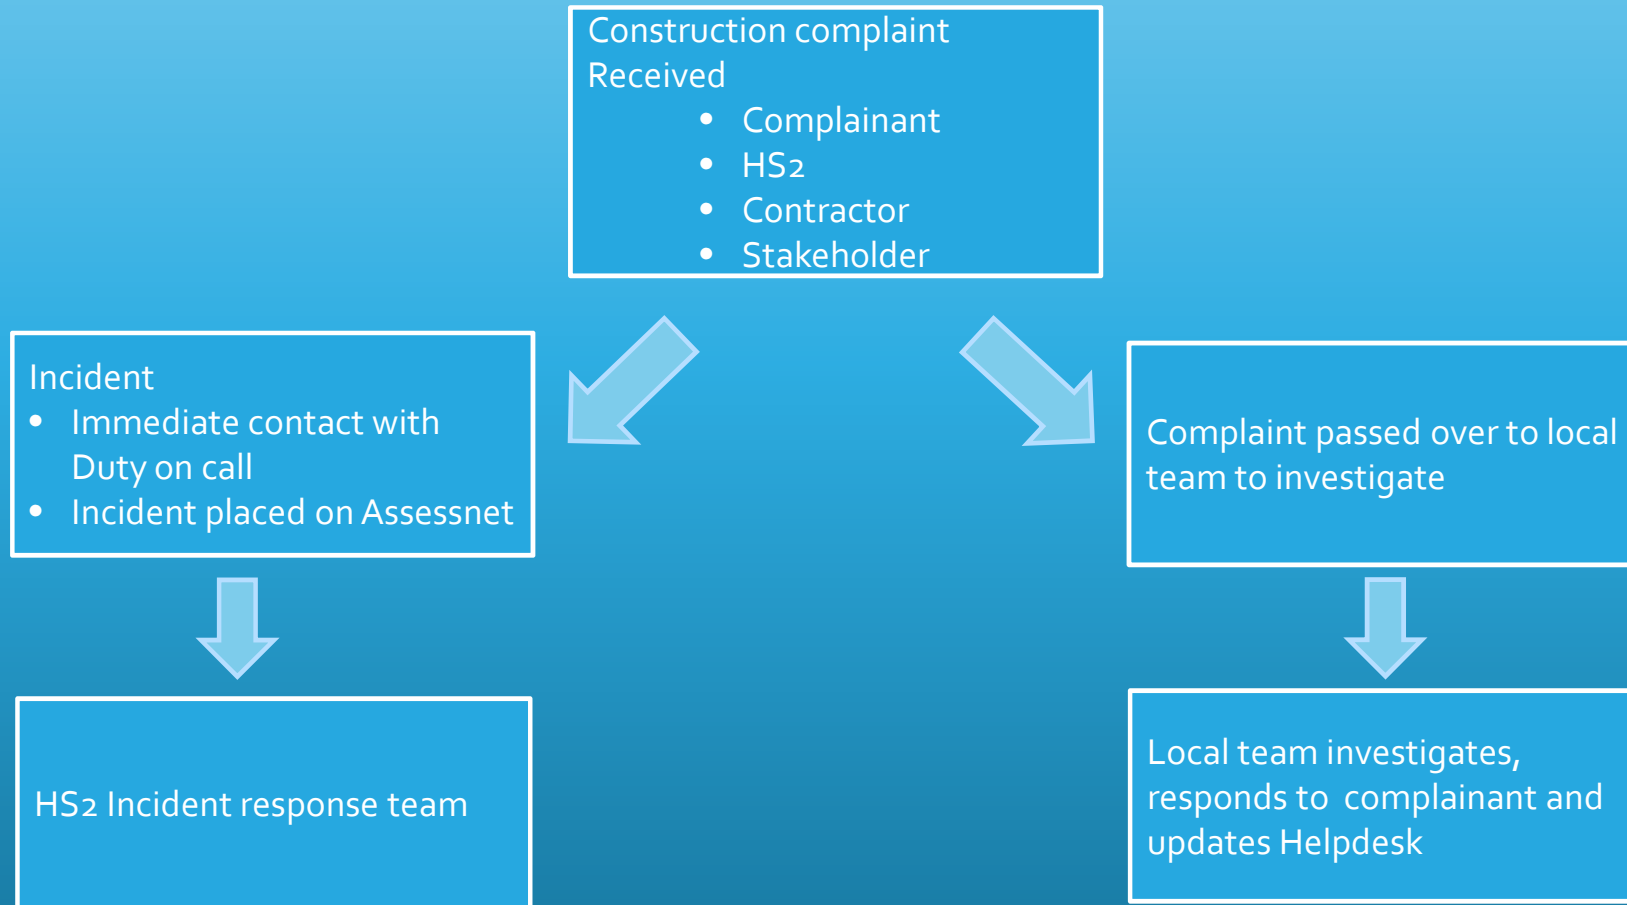 Construction complaint
Received
• Complainant
• HS2
• Contractor
• Stakeholder
Incident
• Immediate contact with
Duty on call
• Incident placed on Assessnet
Complaint passed over to local
team to investigate
HS2 Incident response team
Local team investigates,
responds to complainant and
updates Helpdesk